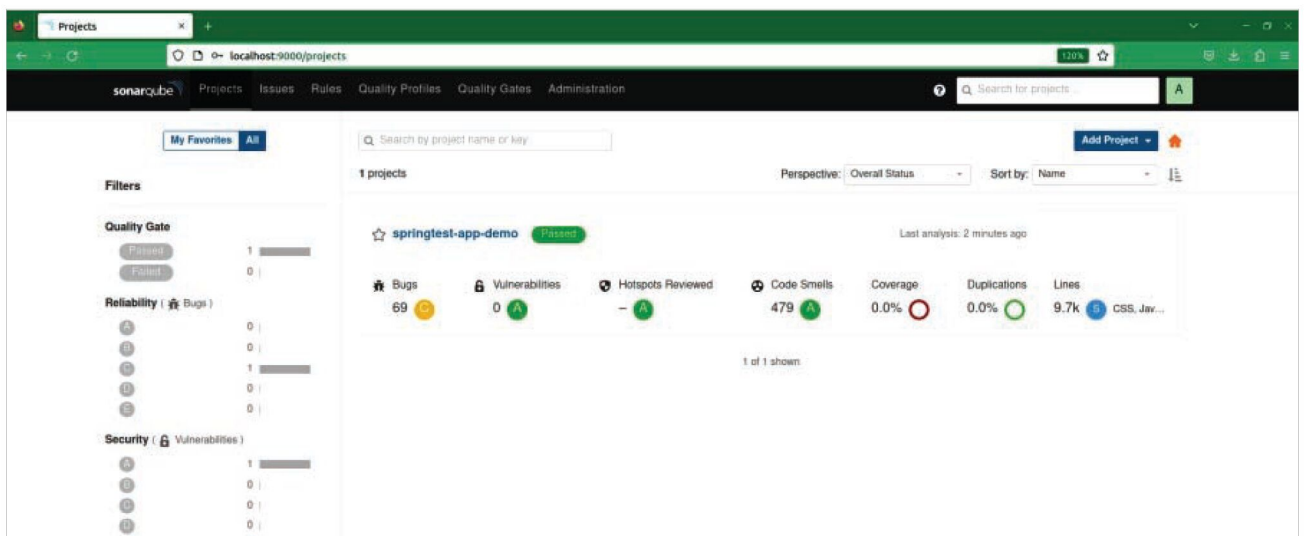 Projects
localhost:9000/projects
120%
sonarqube Projects Issues Rules Quality Profiles Quality Gates Administration
Search for projects...
A
My Favorites All
Search by project name or key
Add Project
1 projects
Perspective: Overall Status
Sort by: Name
Filters
Quality Gate
Passed 1
Failed 0
Reliability ( Bugs )
A 0
B 0
C 1
D 0
E 0
Security ( Vulnerabilities )
A 1
B 0
C 0
D 0
springtest-app-demo Passed
Last analysis: 2 minutes ago
Bugs Vulnerabilities Hotspots Reviewed Code Smells Coverage Duplications Lines
69 C 0 A – A 479 A 0.0% 0.0% 9.7k S CSS, Jav...
1 of 1 shown